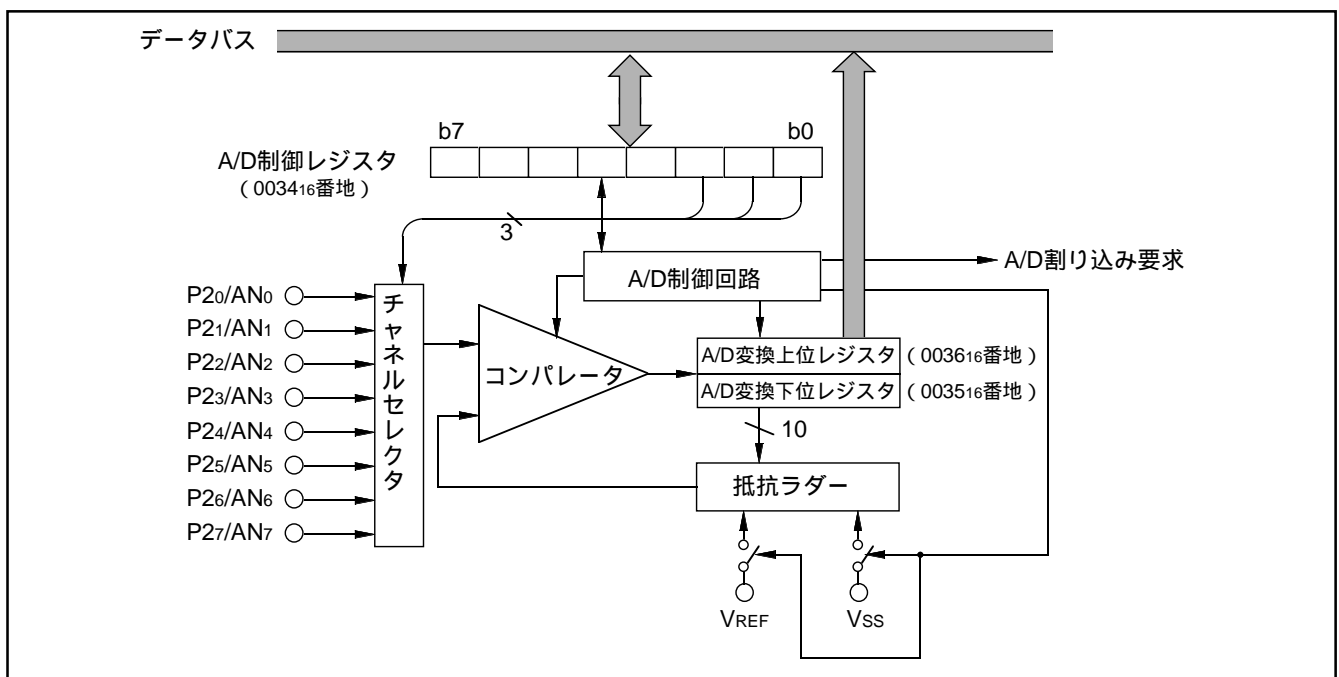 データバス
b7 b0
A/D制御レジスタ
(003416番地)
3
A/D制御回路
A/D割り込み要求
P20/AN0
P21/AN1
P22/AN2
P23/AN3
P24/AN4
P25/AN5
P26/AN6
P27/AN7
チャネルセレクタ
コンパレータ
A/D変換上位レジスタ (003616番地)
A/D変換下位レジスタ (003516番地)
10
抵抗ラダー
VREF VSS